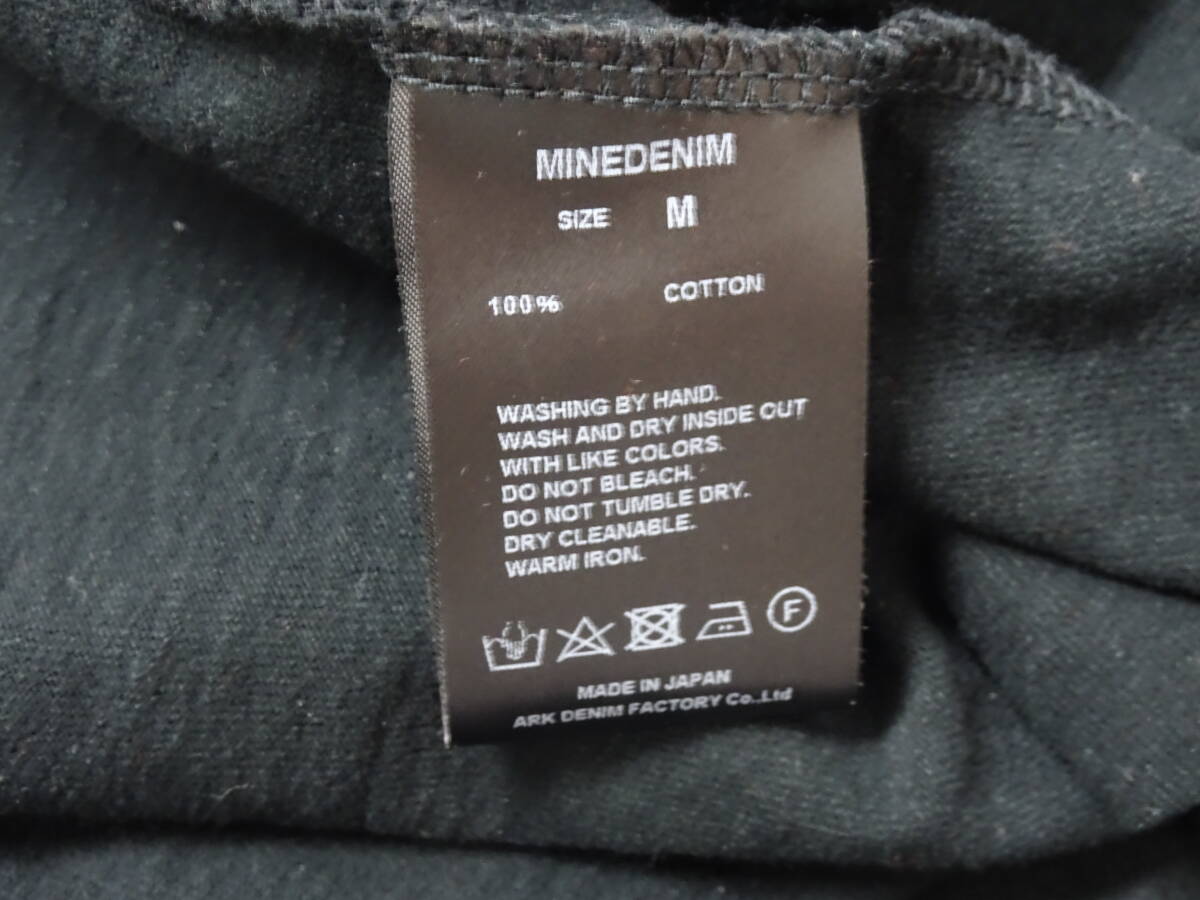 MINEDENIM
SIZE M
100% COTTON
WASHING BY HAND.
WASH AND DRY INSIDE OUT
WITH LIKE COLORS.
DO NOT BLEACH.
DO NOT TUMBLE DRY.
DRY CLEANABLE.
WARM IRON.
F
MADE IN JAPAN
ARK DENIM FACTORY Co.,Ltd